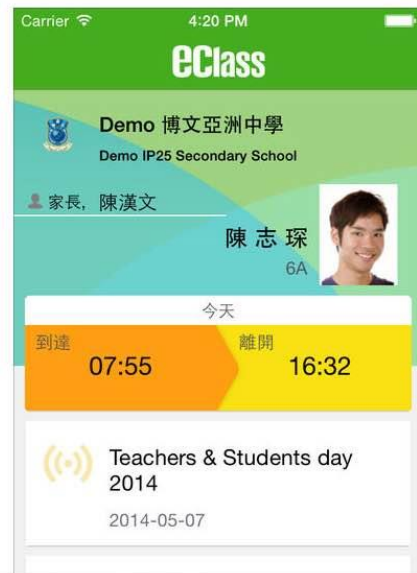 Carrier 4:20 PM
eClass
Demo 博文亞洲中學
Demo IP25 Secondary School
家長, 陳漢文
陳志琛
6A
今天
到達 離開
07:55 16:32
Teachers & Students day
2014
2014-05-07